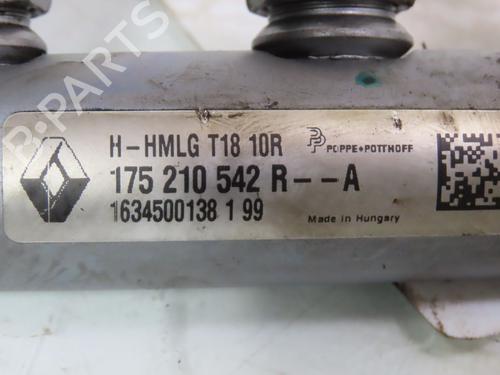 H-HMLG T18 10R
POPPE+POTTHOFF
175 210 542 R--A
1634500138 1 99
Made in Hungary
B-PARTS